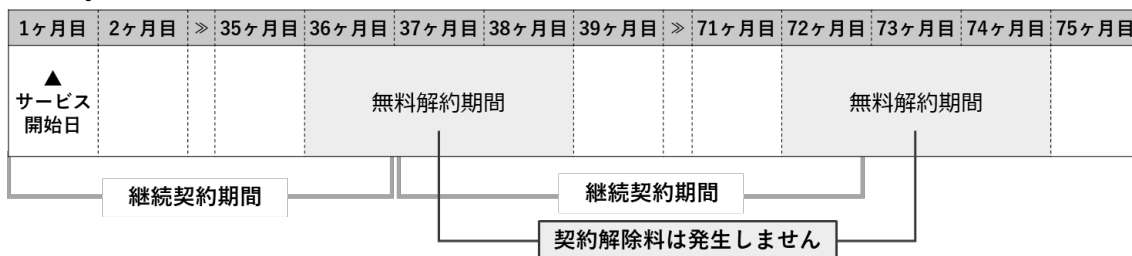 1ヶ月目 2ヶ月目 ≫ 35ヶ月目 36ヶ月目 37ヶ月目 38ヶ月目 39ヶ月目 ≫ 71ヶ月目 72ヶ月目 73ヶ月目 74ヶ月目 75ヶ月目
▲
サービス
開始日
無料解約期間 無料解約期間
継続契約期間 継続契約期間
契約解除料は発生しません